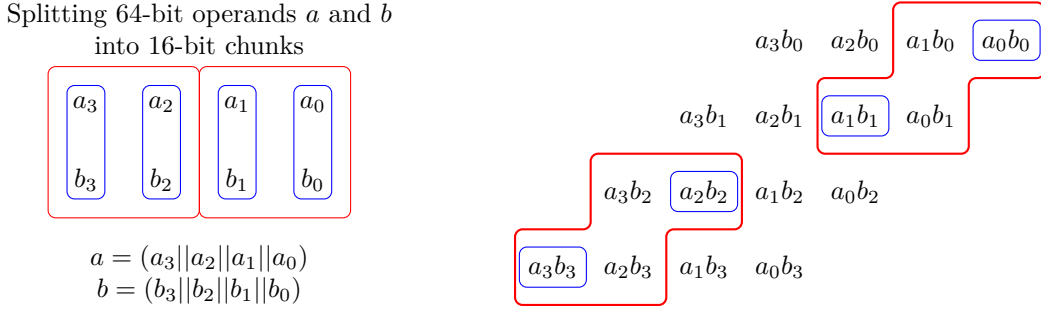 Splitting 64-bit operands a and b
into 16-bit chunks
a₃ a₂ a₁ a₀
b₃ b₂ b₁ b₀
a = (a₃||a₂||a₁||a₀)
b = (b₃||b₂||b₁||b₀)
a₃b₀ a₂b₀ a₁b₀ a₀b₀
a₃b₁ a₂b₁ a₁b₁ a₀b₁
a₃b₂ a₂b₂ a₁b₂ a₀b₂
a₃b₃ a₂b₃ a₁b₃ a₀b₃